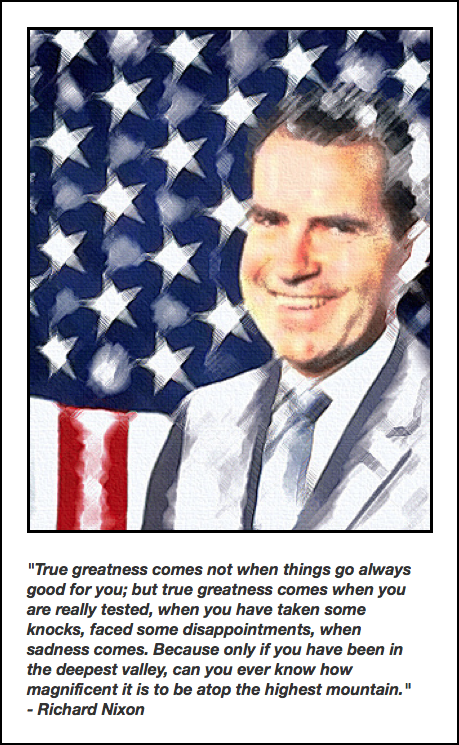 "True greatness comes not when things go always
good for you; but true greatness comes when you
are really tested, when you have taken some
knocks, faced some disappointments, when
sadness comes. Because only if you have been in
the deepest valley, can you ever know how
magnificent it is to be atop the highest mountain."
- Richard Nixon